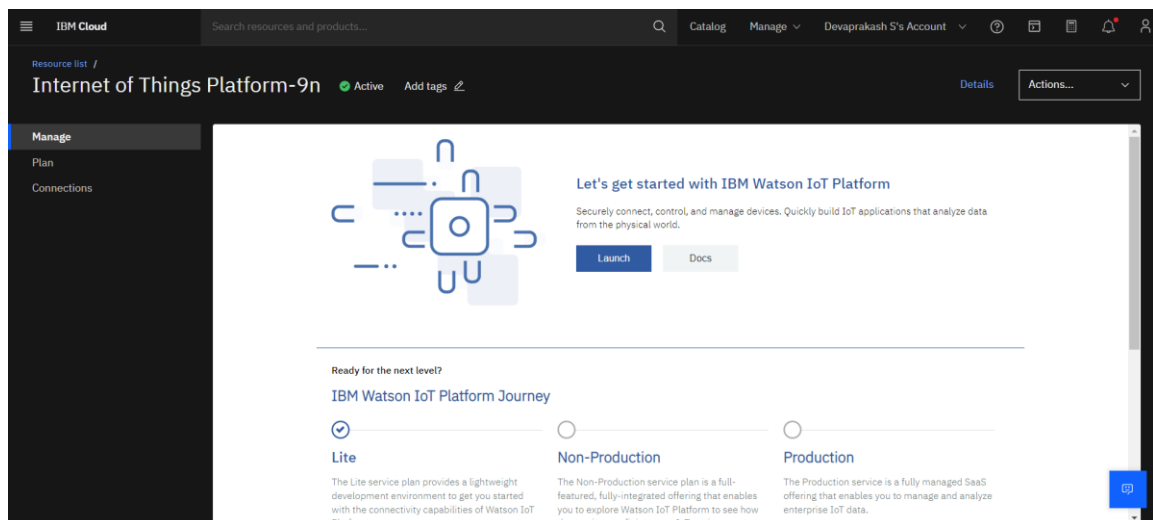 IBM Cloud
Search resources and products...
Catalog
Manage
Devaprakash S's Account
Resource list /
Internet of Things Platform-9n
Active
Add tags
Details
Actions...
Manage
Plan
Connections
Let's get started with IBM Watson IoT Platform
Securely connect, control, and manage devices. Quickly build IoT applications that analyze data
from the physical world.
Launch
Docs
Ready for the next level?
IBM Watson IoT Platform Journey
Lite
The Lite service plan provides a lightweight
development environment to get you started
with the connectivity capabilities of Watson IoT
Non-Production
The Non-Production service plan is a full-
featured, fully-integrated offering that enables
you to explore Watson IoT Platform to see how
Production
The Production service is a fully managed SaaS
offering that enables you to manage and analyze
enterprise IoT data.